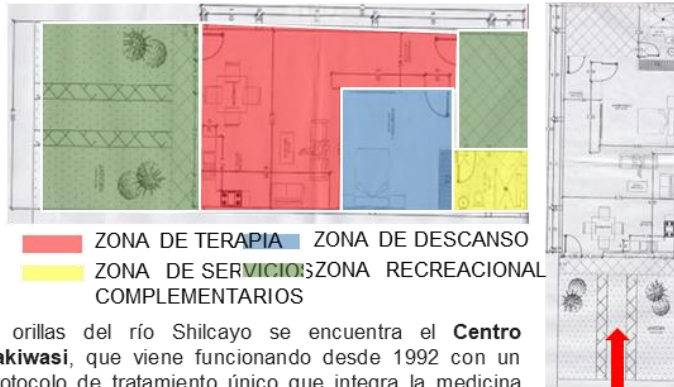 ZONA DE TERAPIA ZONA DE DESCANSO
ZONA DE SERVICIOS ZONA RECREACIONAL
COMPLEMENTARIOS
orillas del río Shilcayo se encuentra el Centro
akiwasi, que viene funcionando desde 1992 con un
otocolo de tratamiento único que integra la medicina